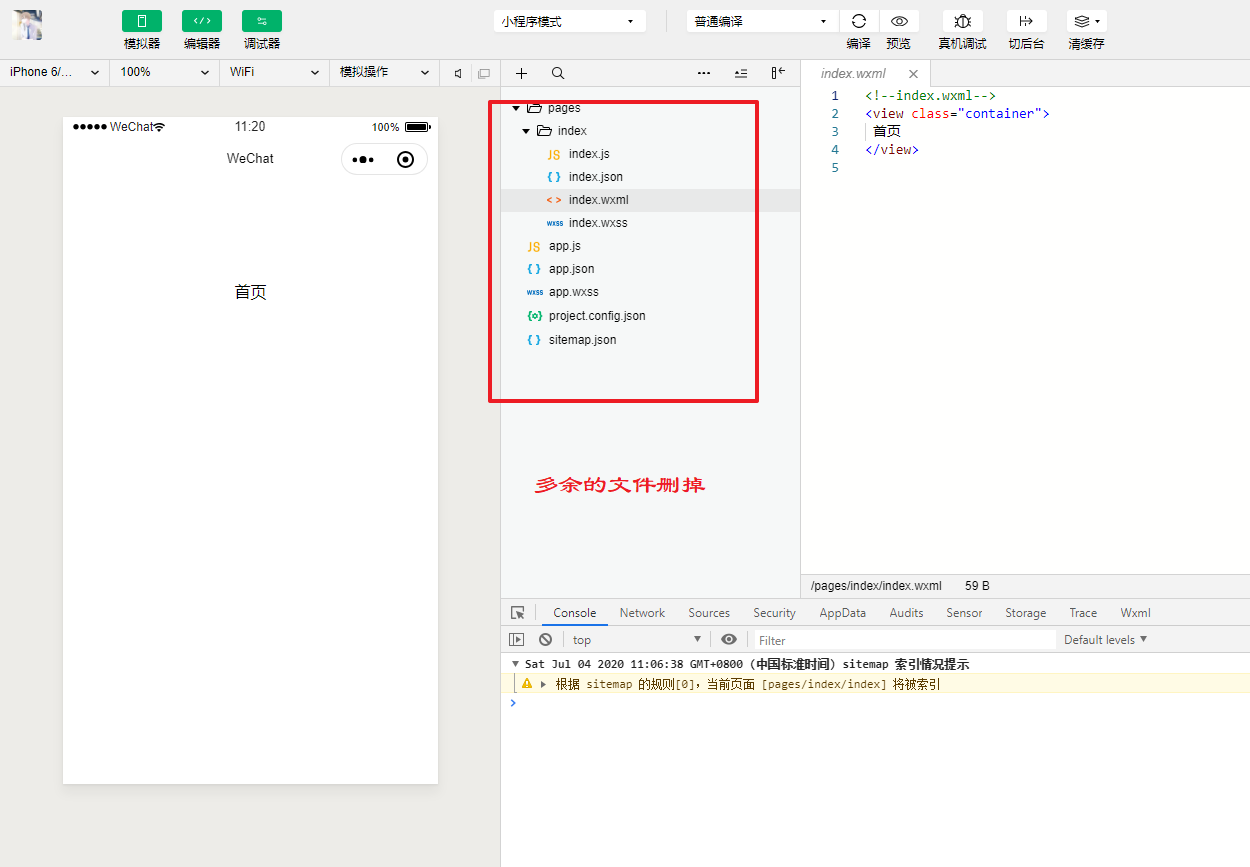 小程序模式 普通编译
模拟器 编辑器 调试器 编译 预览 真机调试 切后台 清缓存
iPhone 6/... 100% WiFi 模拟操作
index.wxml
WeChat 11:20 100%
WeChat
首页
pages
index
JS index.js
{ } index.json
< > index.wxml
wxss index.wxss
JS app.js
{ } app.json
wxss app.wxss
{o} project.config.json
{ } sitemap.json
多余的文件删掉
1 <!--index.wxml-->
2 <view class="container">
3 首页
4 </view>
5
/pages/index/index.wxml 59 B
Console Network Sources Security AppData Audits Sensor Storage Trace Wxml
top Filter Default levels
Sat Jul 04 2020 11:06:38 GMT+0800 (中国标准时间) sitemap 索引情况提示
根据 sitemap 的规则[0]，当前页面 [pages/index/index] 将被索引